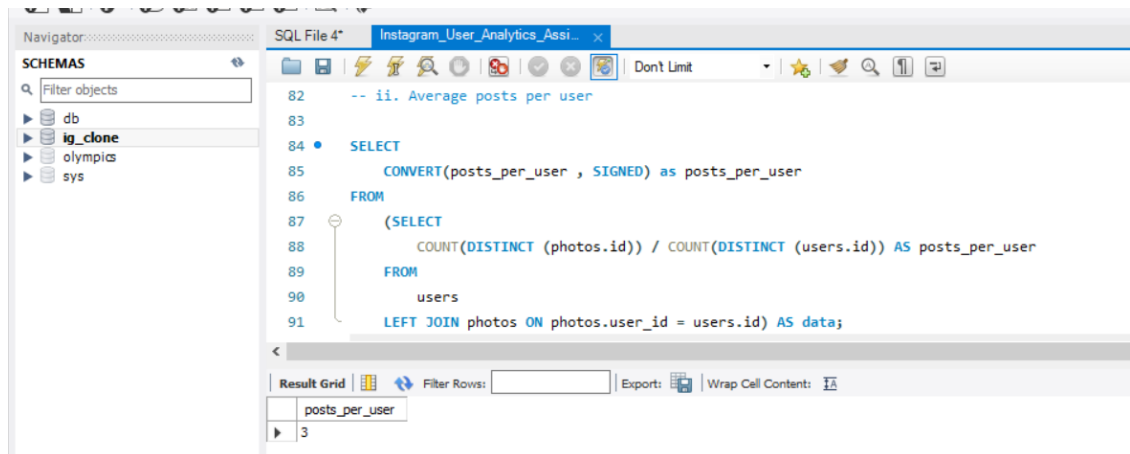 Navigator
SCHEMAS
Filter objects
db
ig_clone
olympics
sys
SQL File 4*
Instagram_User_Analytics_Assi...
Don't Limit
82 -- ii. Average posts per user
83
84 SELECT
85 CONVERT(posts_per_user , SIGNED) as posts_per_user
86 FROM
87 (SELECT
88 COUNT(DISTINCT (photos.id)) / COUNT(DISTINCT (users.id)) AS posts_per_user
89 FROM
90 users
91 LEFT JOIN photos ON photos.user_id = users.id) AS data;
Result Grid Filter Rows: Export: Wrap Cell Content:
posts_per_user
3